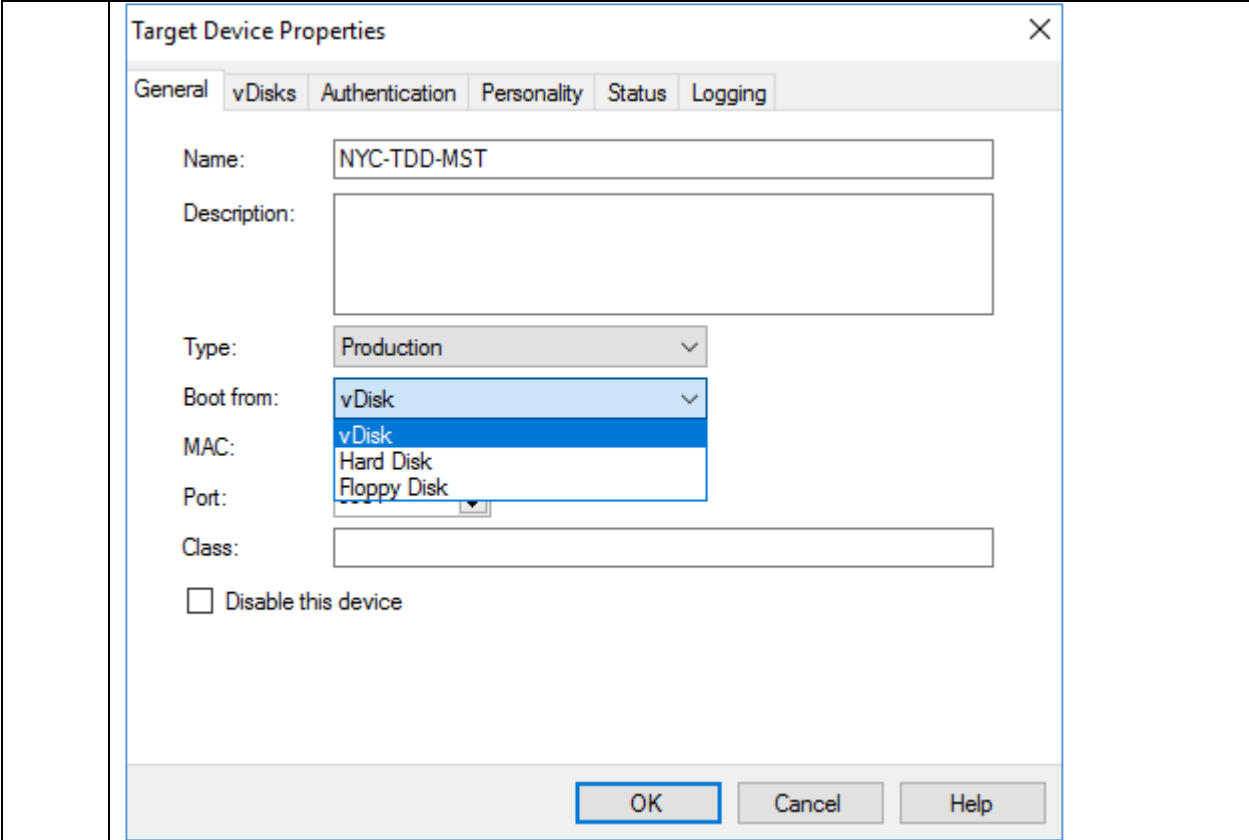 Target Device Properties
General vDisks Authentication Personality Status Logging
Name: NYC-TDD-MST
Description:
Type: Production
Boot from: vDisk
vDisk
MAC:
Hard Disk
Floppy Disk
Port:
Class:
Disable this device
OK Cancel Help